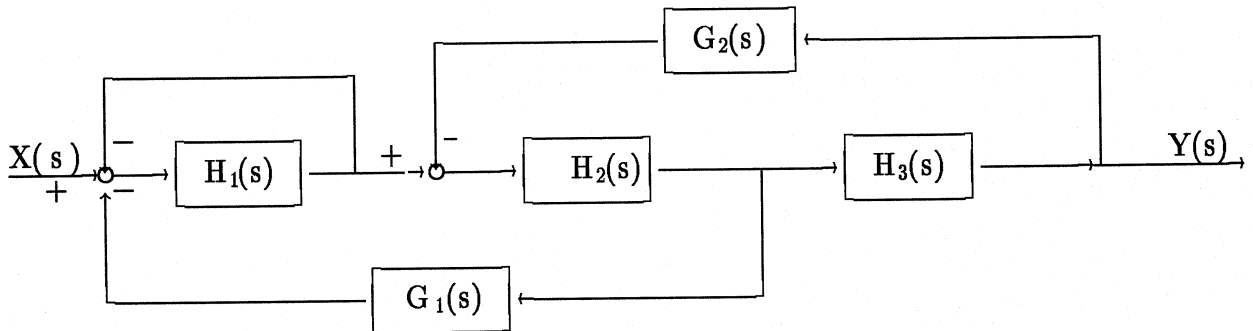 G₂(s)
−
−
X(s)
+
−
H₁(s)
+
H₂(s)
H₃(s)
Y(s)
G₁(s)